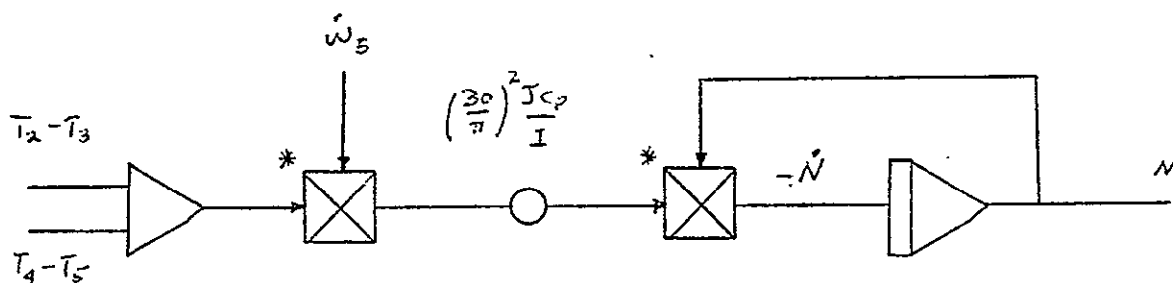 ẇ₅
(30/π)² JCp/I
T₂ - T₃
*
*
-Ṅ
N
T₄ - T₅